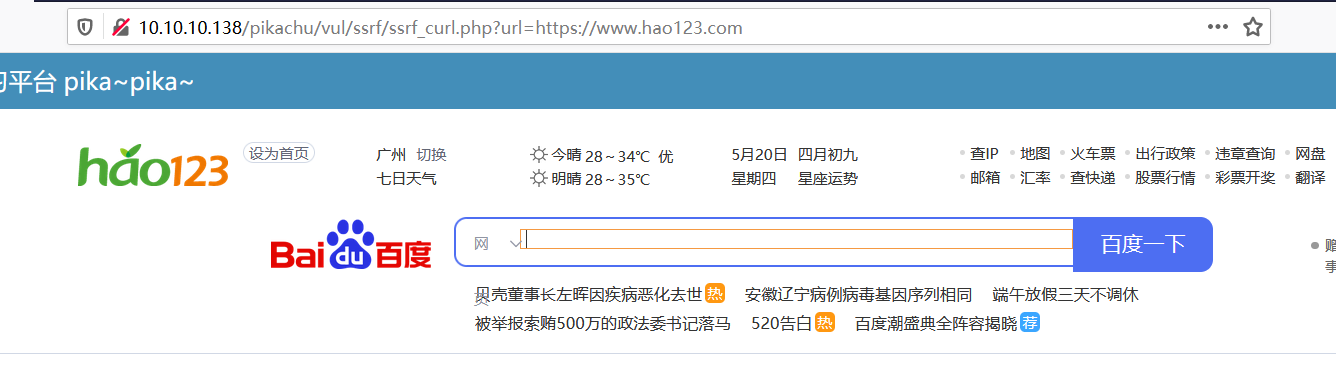 10.10.10.138/pikachu/vul/ssrf/ssrf_curl.php?url=https://www.hao123.com
平台 pika~pika~
hao123 设为首页 广州 切换 今晴 28～34℃ 优 5月20日 四月初九 查IP 地图 火车票 出行政策 违章查询 网盘
七日天气 明晴 28～35℃ 星期四 星座运势 邮箱 汇率 查快递 股票行情 彩票开奖 翻译
Baidu百度 网页 百度一下
贝壳董事长左晖因疾病恶化去世 热 安徽辽宁病例病毒基因序列相同 端午放假三天不调休
被举报索贿500万的政法委书记落马 520告白 热 百度潮盛典全阵容揭晓 荐